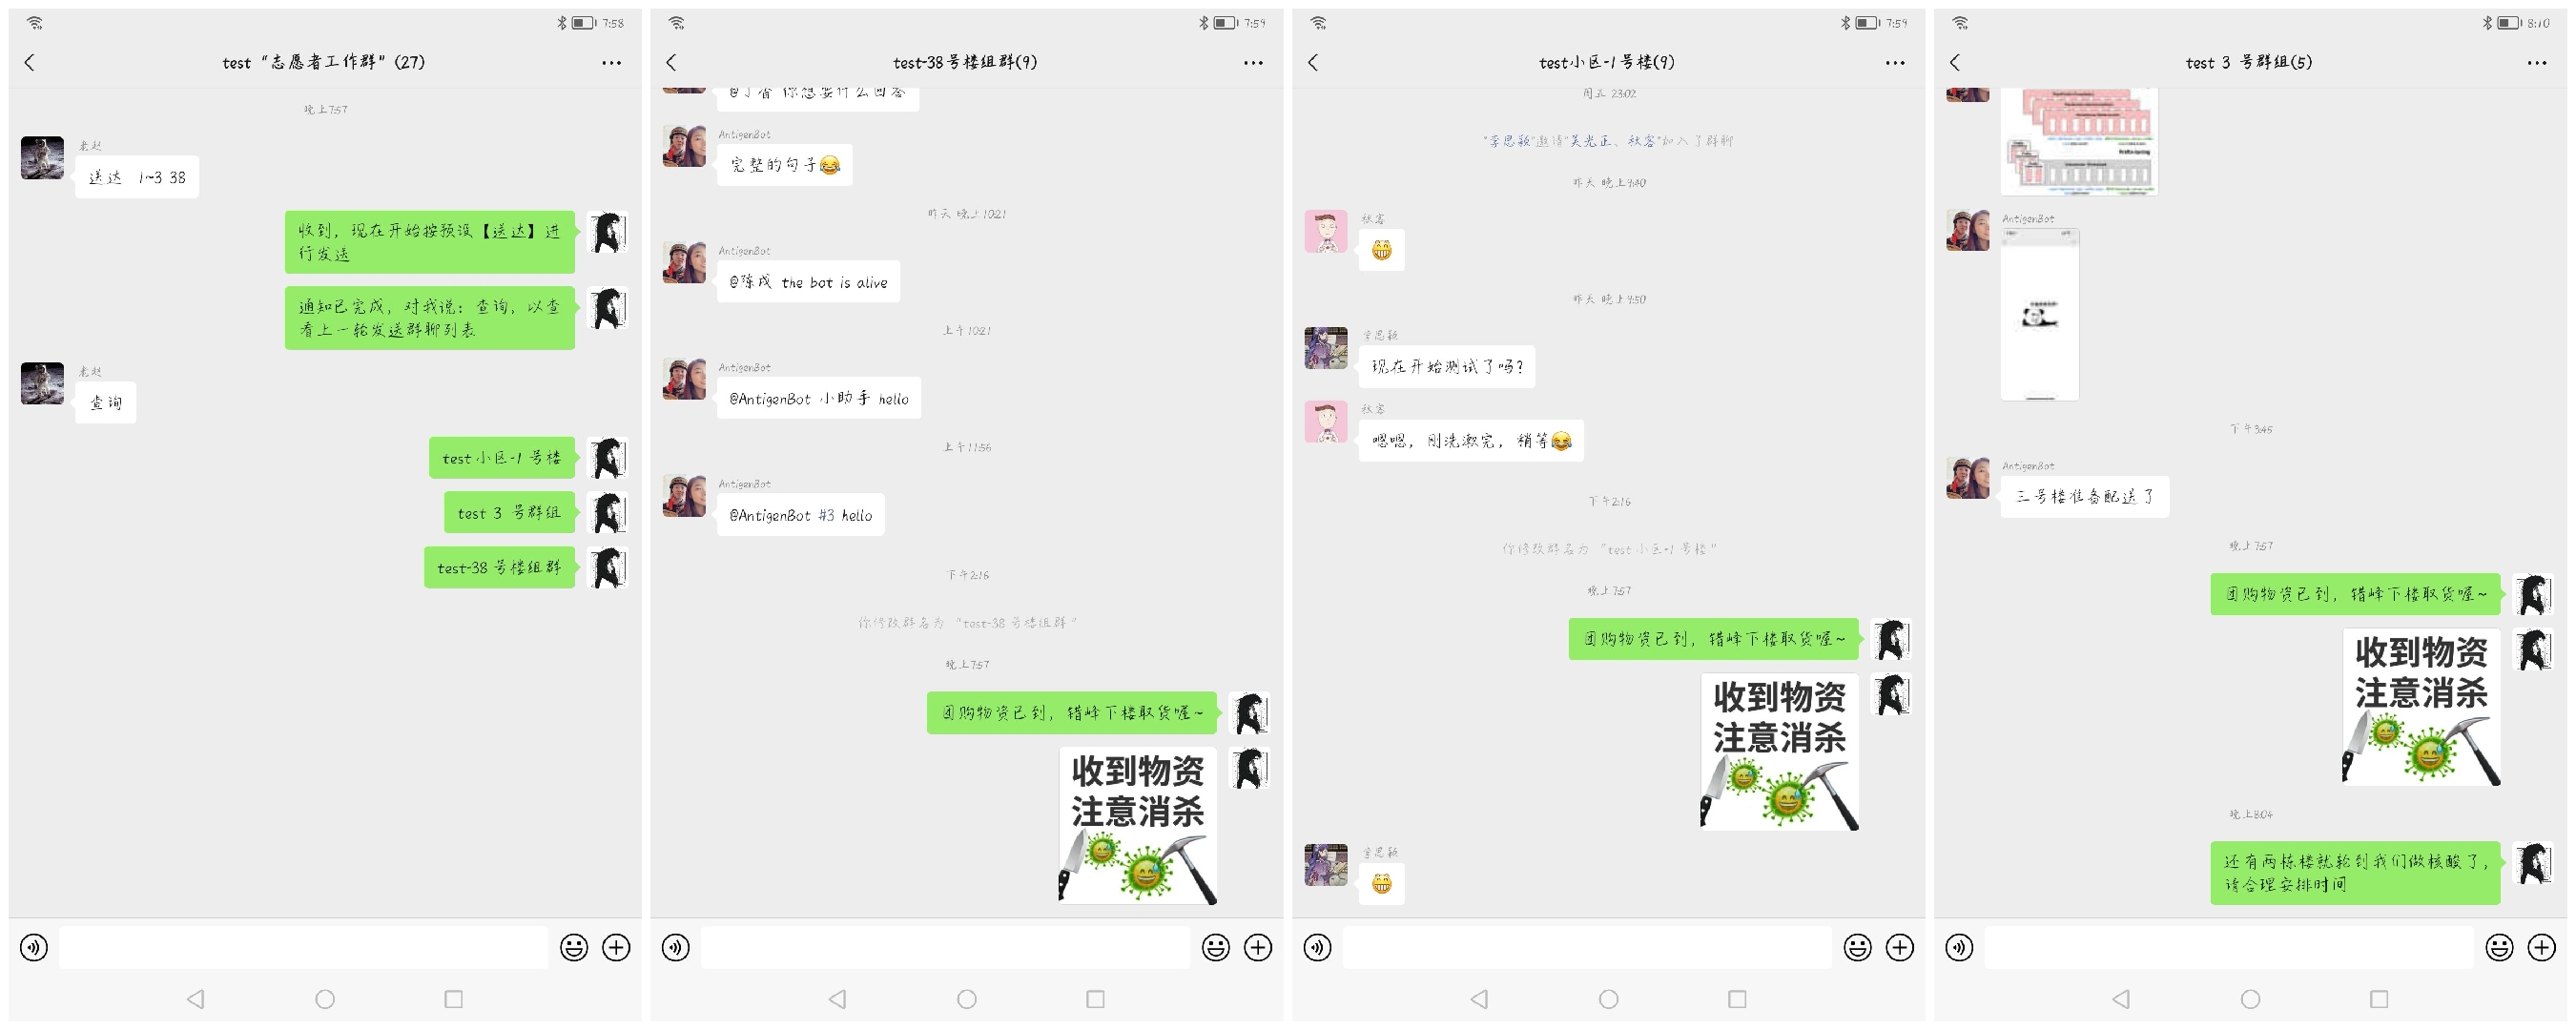 7:58
test “志愿者工作群” (27)
晚上7:57
老赵
送达 1~3 38
收到，现在开始按预设【送达】进
行发送
通知已完成，对我说：查询，以查
看上一轮发送群聊列表
老赵
查询
test 小区-1 号楼
test 3 号群组
test-38 号楼组群
7:59
test-38 号楼组群(9)
@丁香 你想要什么回答
AntigenBot
完整的句子😂
昨天 晚上10:21
AntigenBot
@陈成 the bot is alive
上午10:21
AntigenBot
@AntigenBot 小助手 hello
上午11:56
AntigenBot
@AntigenBot #3 hello
下午2:16
你修改群名为 “test-38 号楼组群”
晚上7:57
团购物资已到，错峰下楼取货喔~
收到物资
注意消杀
7:59
test小区-1 号楼(9)
周五 23:02
"李思颖"邀请"吴光正、秋客"加入了群聊
昨天 晚上9:40
秋客
😁
昨天 晚上9:50
李思颖
现在开始测试了吗?
秋客
嗯嗯，刚洗漱完，稍等😂
下午2:16
你修改群名为 “test 小区-1 号楼”
晚上7:57
团购物资已到，错峰下楼取货喔~
收到物资
注意消杀
李思颖
😁
8:10
test 3 号群组(5)
AntigenBot
下午3:45
AntigenBot
三号楼准备配送了
晚上7:57
团购物资已到，错峰下楼取货喔~
收到物资
注意消杀
晚上8:04
还有两栋楼就轮到我们做核酸了，
请合理安排时间